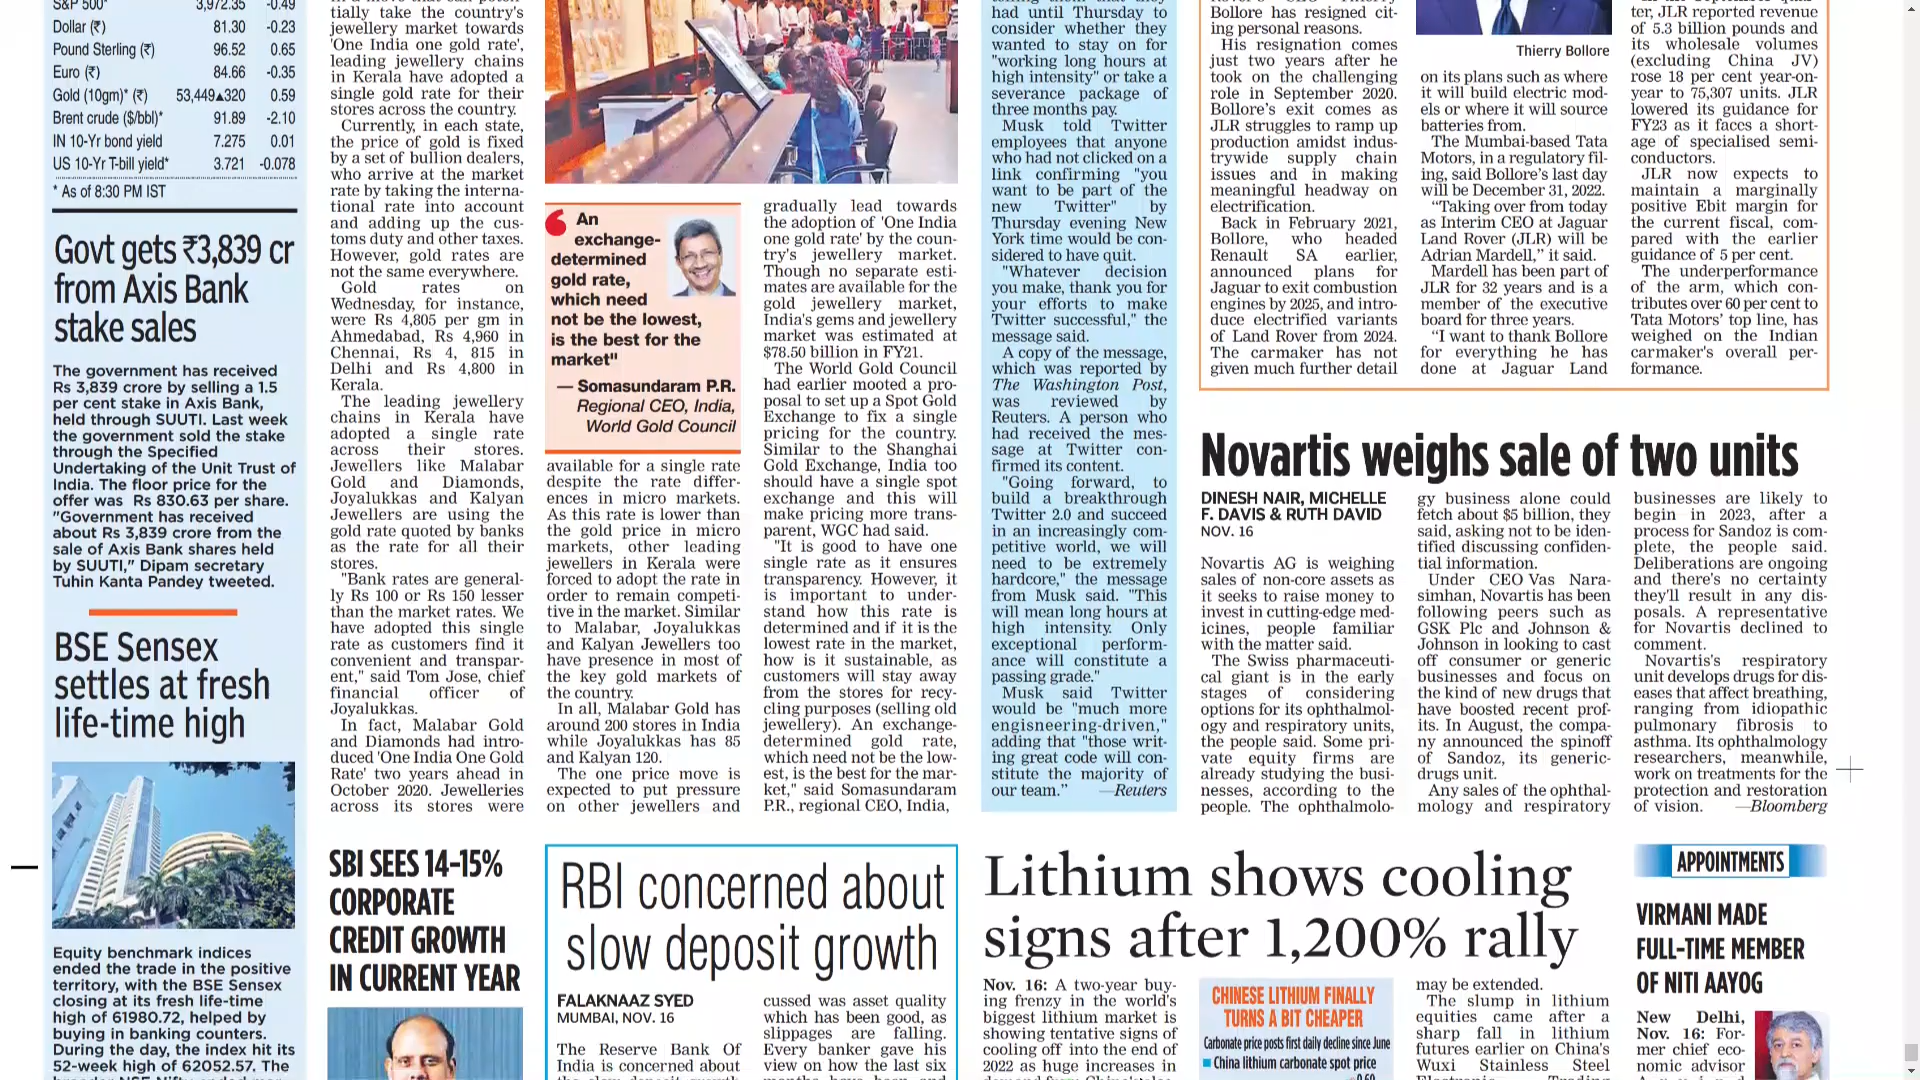 S&P 500* 3,972.35 -0.49
Dollar (₹) 81.30 -0.23
Pound Sterling (₹) 96.52 0.65
Euro (₹) 84.66 -0.35
Gold (10gm)* (₹) 53,449▲320 0.59
Brent crude ($/bbl)* 91.89 -2.10
IN 10-Yr bond yield 7.275 0.01
US 10-Yr T-bill yield* 3.721 -0.078
* As of 8:30 PM IST
Govt gets ₹3,839 cr
from Axis Bank
stake sales
The government has received
Rs 3,839 crore by selling a 1.5
per cent stake in Axis Bank,
held through SUUTI. Last week
the government sold the stake
through the Specified
Undertaking of the Unit Trust of
India. The floor price for the
offer was Rs 830.63 per share.
"Government has received
about Rs 3,839 crore from the
sale of Axis Bank shares held
by SUUTI," Dipam secretary
Tuhin Kanta Pandey tweeted.
BSE Sensex
settles at fresh
life-time high
Equity benchmark indices
ended the trade in the positive
territory, with the BSE Sensex
closing at its fresh life-time
high of 61980.72, helped by
buying in banking counters.
During the day, the index hit its
52-week high of 62052.57. The
tially take the country's
jewellery market towards
'One India one gold rate',
leading jewellery chains
in Kerala have adopted a
single gold rate for their
stores across the country.
Currently, in each state,
the price of gold is fixed
by a set of bullion dealers,
who arrive at the market
rate by taking the interna-
tional rate into account
and adding up the cus-
toms duty and other taxes.
However, gold rates are
not the same everywhere.
Gold rates on
Wednesday, for instance,
were Rs 4,805 per gm in
Ahmedabad, Rs 4,960 in
Chennai, Rs 4, 815 in
Delhi and Rs 4,800 in
Kerala.
The leading jewellery
chains in Kerala have
adopted a single rate
across their stores.
Jewellers like Malabar
Gold and Diamonds,
Joyalukkas and Kalyan
Jewellers are using the
gold rate quoted by banks
as the rate for all their
stores.
"Bank rates are general-
ly Rs 100 or Rs 150 lesser
than the market rates. We
have adopted this single
rate as customers find it
convenient and transpar-
ent," said Tom Jose, chief
financial officer of
Joyalukkas.
In fact, Malabar Gold
and Diamonds had intro-
duced 'One India One Gold
Rate' two years ahead in
October 2020. Jewelleries
across its stores were
An
exchange-
determined
gold rate,
which need
not be the lowest,
is the best for the
market"
— Somasundaram P.R.
Regional CEO, India,
World Gold Council
available for a single rate
despite the rate differ-
ences in micro markets.
As this rate is lower than
the gold price in micro
markets, other leading
jewellers in Kerala were
forced to adopt the rate in
order to remain competi-
tive in the market. Similar
to Malabar, Joyalukkas
and Kalyan Jewellers too
have presence in most of
the key gold markets of
the country.
In all, Malabar Gold has
around 200 stores in India
while Joyalukkas has 85
and Kalyan 120.
The one price move is
expected to put pressure
on other jewellers and
gradually lead towards
the adoption of 'One India
one gold rate' by the coun-
try's jewellery market.
Though no separate esti-
mates are available for the
gold jewellery market,
India's gems and jewellery
market was estimated at
$78.50 billion in FY21.
The World Gold Council
had earlier mooted a pro-
posal to set up a Spot Gold
Exchange to fix a single
pricing for the country.
Similar to the Shanghai
Gold Exchange, India too
should have a single spot
exchange and this will
make pricing more trans-
parent, WGC had said.
"It is good to have one
single rate as it ensures
transparency. However, it
is important to under-
stand how this rate is
determined and if it is the
lowest rate in the market,
how is it sustainable, as
customers will stay away
from the stores for recy-
cling purposes (selling old
jewellery). An exchange-
determined gold rate,
which need not be the low-
est, is the best for the mar-
ket," said Somasundaram
P.R., regional CEO, India,
had until Thursday to
consider whether they
wanted to stay on for
"working long hours at
high intensity" or take a
severance package of
three months pay.
Musk told Twitter
employees that anyone
who had not clicked on a
link confirming "you
want to be part of the
new Twitter" by
Thursday evening New
York time would be con-
sidered to have quit.
"Whatever decision
you make, thank you for
your efforts to make
Twitter successful," the
message said.
A copy of the message,
which was reported by
The Washington Post,
was reviewed by
Reuters. A person who
had received the mes-
sage at Twitter con-
firmed its content.
"Going forward, to
build a breakthrough
Twitter 2.0 and succeed
in an increasingly com-
petitive world, we will
need to be extremely
hardcore," the message
from Musk said. "This
will mean long hours at
high intensity. Only
exceptional perform-
ance will constitute a
passing grade."
Musk said Twitter
would be "much more
engisneering-driven,"
adding that "those writ-
ing great code will con-
stitute the majority of
our team.” —Reuters
Bollore has resigned cit-
ing personal reasons.
His resignation comes
just two years after he
took on the challenging
role in September 2020.
Bollore's exit comes as
JLR struggles to ramp up
production amidst indus-
trywide supply chain
issues and in making
meaningful headway on
electrification.
Back in February 2021,
Bollore, who headed
Renault SA earlier,
announced plans for
Jaguar to exit combustion
engines by 2025, and intro-
duce electrified variants
of Land Rover from 2024.
The carmaker has not
given much further detail
Thierry Bollore
on its plans such as where
it will build electric mod-
els or where it will source
batteries from.
The Mumbai-based Tata
Motors, in a regulatory fil-
ing, said Bollore's last day
will be December 31, 2022.
“Taking over from today
as Interim CEO at Jaguar
Land Rover (JLR) will be
Adrian Mardell,” it said.
Mardell has been part of
JLR for 32 years and is a
member of the executive
board for three years.
“I want to thank Bollore
for everything he has
done at Jaguar Land
ter, JLR reported revenue
of 5.3 billion pounds and
its wholesale volumes
(excluding China JV)
rose 18 per cent year-on-
year to 75,307 units. JLR
lowered its guidance for
FY23 as it faces a short-
age of specialised semi-
conductors.
JLR now expects to
maintain a marginally
positive Ebit margin for
the current fiscal, com-
pared with the earlier
guidance of 5 per cent.
The underperformance
of the arm, which con-
tributes over 60 per cent to
Tata Motors’ top line, has
weighed on the Indian
carmaker's overall per-
formance.
Novartis weighs sale of two units
DINESH NAIR, MICHELLE
F. DAVIS & RUTH DAVID
NOV. 16
Novartis AG is weighing
sales of non-core assets as
it seeks to raise money to
invest in cutting-edge med-
icines, people familiar
with the matter said.
The Swiss pharmaceuti-
cal giant is in the early
stages of considering
options for its ophthalmol-
ogy and respiratory units,
the people said. Some pri-
vate equity firms are
already studying the busi-
nesses, according to the
people. The ophthalmolo-
gy business alone could
fetch about $5 billion, they
said, asking not to be iden-
tified discussing confiden-
tial information.
Under CEO Vas Nara-
simhan, Novartis has been
following peers such as
GSK Plc and Johnson &
Johnson in looking to cast
off consumer or generic
businesses and focus on
the kind of new drugs that
have boosted recent prof-
its. In August, the compa-
ny announced the spinoff
of Sandoz, its generic-
drugs unit.
Any sales of the ophthal-
mology and respiratory
businesses are likely to
begin in 2023, after a
process for Sandoz is com-
plete, the people said.
Deliberations are ongoing
and there's no certainty
they'll result in any dis-
posals. A representative
for Novartis declined to
comment.
Novartis's respiratory
unit develops drugs for dis-
eases that affect breathing,
ranging from idiopathic
pulmonary fibrosis to
asthma. Its ophthalmology
researchers, meanwhile,
work on treatments for the
protection and restoration
of vision. —Bloomberg
SBI SEES 14-15%
CORPORATE
CREDIT GROWTH
IN CURRENT YEAR
RBI concerned about
slow deposit growth
FALAKNAAZ SYED
MUMBAI, NOV. 16
The Reserve Bank Of
India is concerned about
cussed was asset quality
which has been good, as
slippages are falling.
Every banker gave his
view on how the last six
Lithium shows cooling
signs after 1,200% rally
Nov. 16: A two-year buy-
ing frenzy in the world's
biggest lithium market is
showing tentative signs of
cooling off into the end of
2022 as huge increases in
CHINESE LITHIUM FINALLY
TURNS A BIT CHEAPER
Carbonate price posts first daily decline since June
China lithium carbonate spot price
may be extended.
The slump in lithium
equities came after a
sharp fall in lithium
futures earlier on China's
Wuxi Stainless Steel
APPOINTMENTS
VIRMANI MADE
FULL-TIME MEMBER
OF NITI AAYOG
New Delhi,
Nov. 16: For-
mer chief eco-
nomic advisor